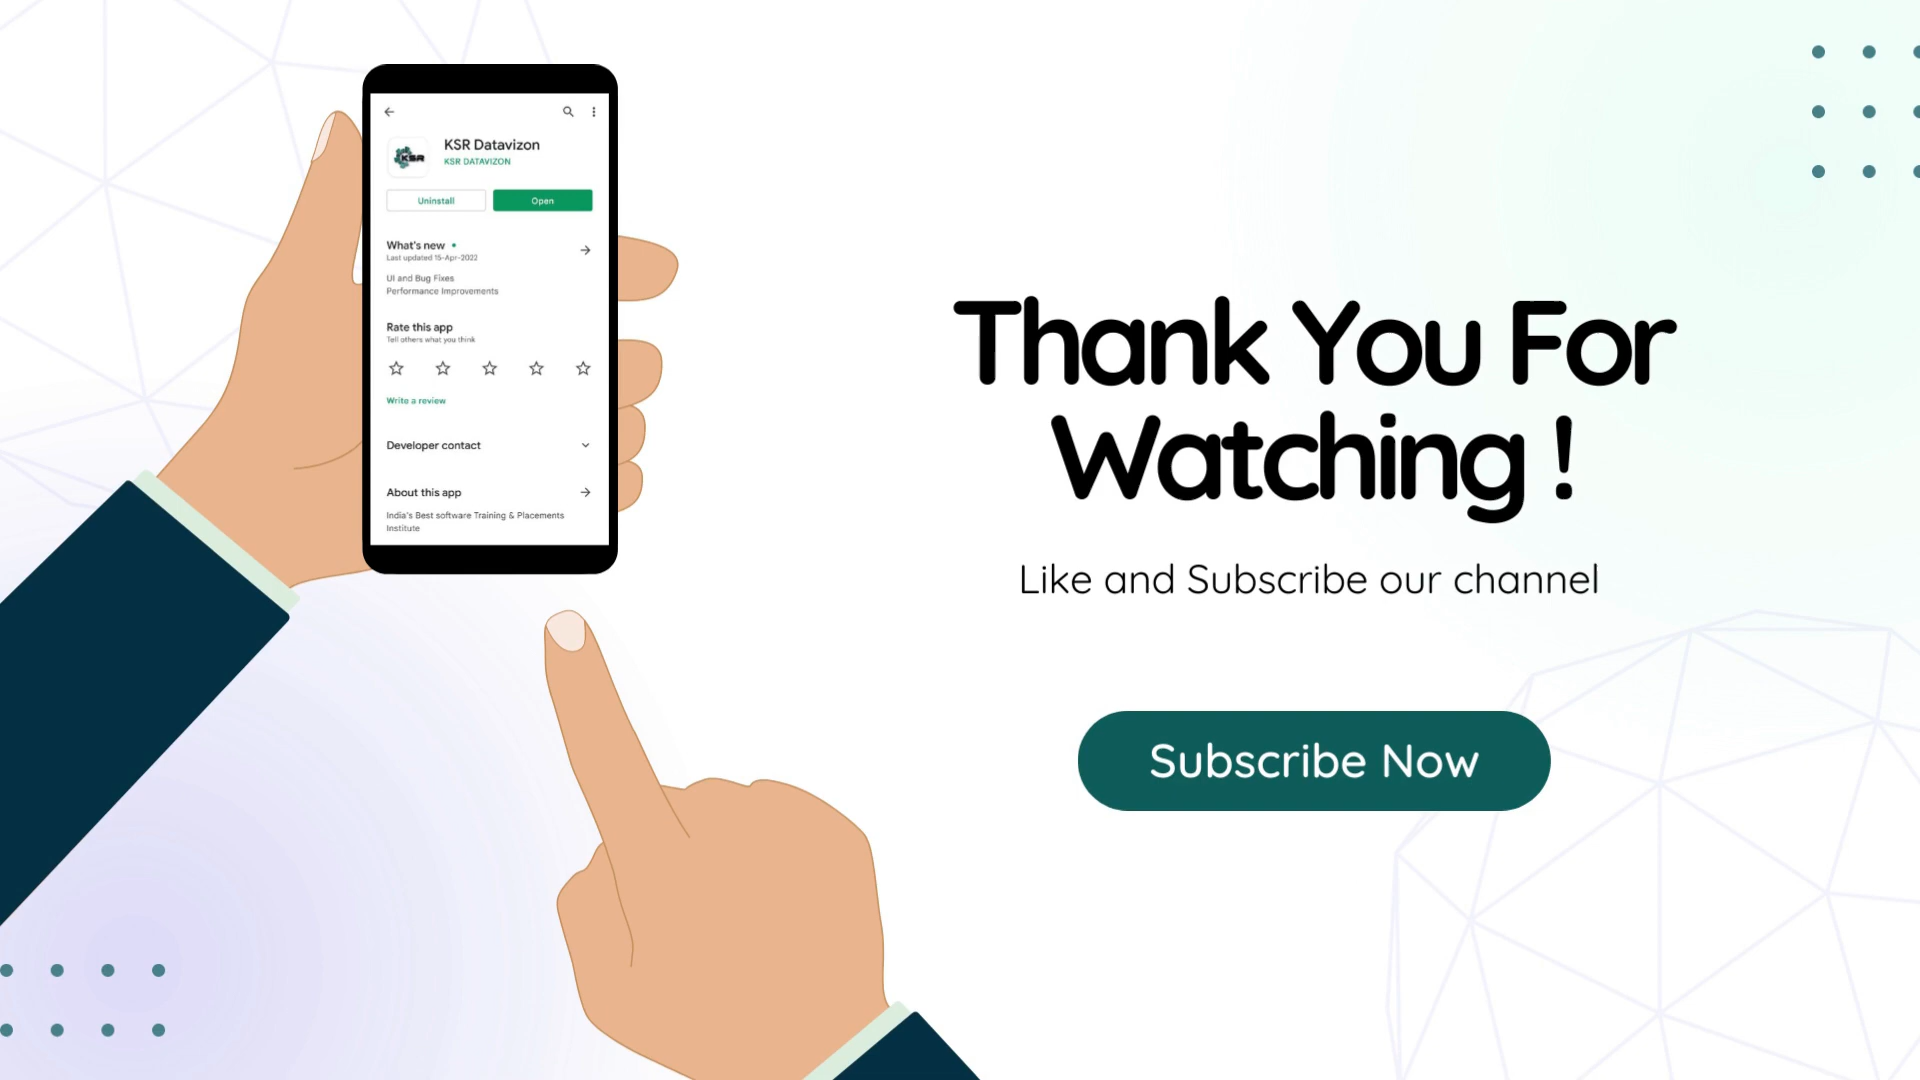 KSR Datavizon
KSR DATAVIZON
KSR
Uninstall
Open
What's new
Last updated 15-Apr-2022
UI and Bug Fixes
Performance Improvements
Rate this app
Tell others what you think
Write a review
Developer contact
About this app
India's Best software Training & Placements
Institute
Thank You For
Watching !
Like and Subscribe our channel
Subscribe Now